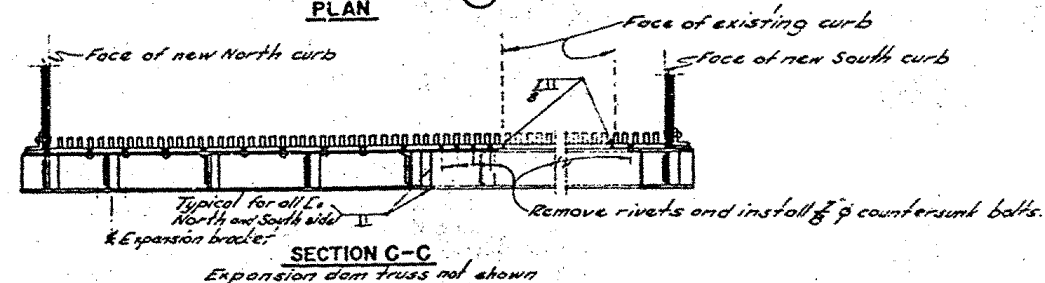 PLAN
Face of existing curb
Face of new North curb
Face of new South curb
Typical for all [s
North and South side
Remove rivets and install 7/8" φ countersunk bolts.
℄ Expansion bracket
SECTION C-C
Expansion dam truss not shown